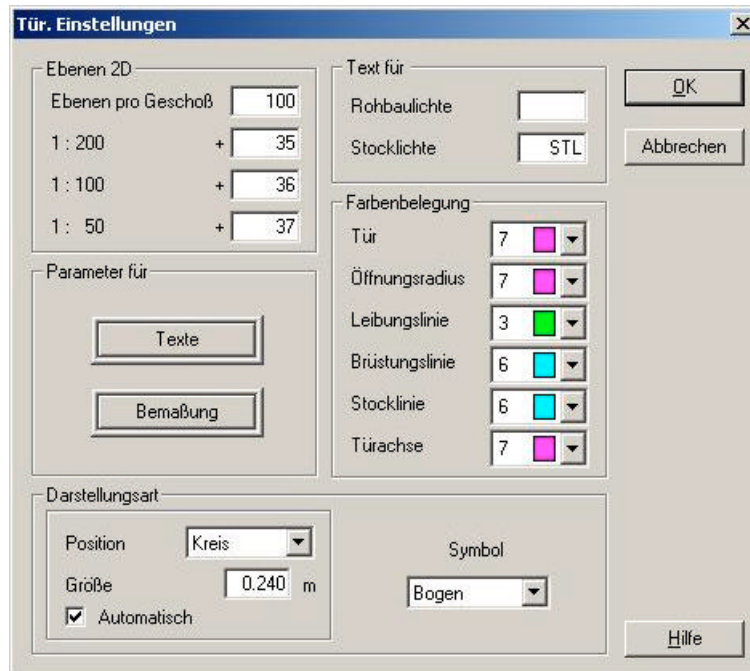 Tür. Einstellungen
Ebenen 2D
Ebenen pro Geschoß 100
1 : 200 + 35
1 : 100 + 36
1 : 50 + 37
Text für
Rohbaulichte
Stocklichte STL
OK
Abbrechen
Farbenbelegung
Tür 7
Öffnungsradius 7
Leibungslinie 3
Brüstungslinie 6
Stocklinie 6
Türachse 7
Parameter für
Texte
Bemaßung
Darstellungsart
Position Kreis
Größe 0.240 m
Automatisch
Symbol
Bogen
Hilfe